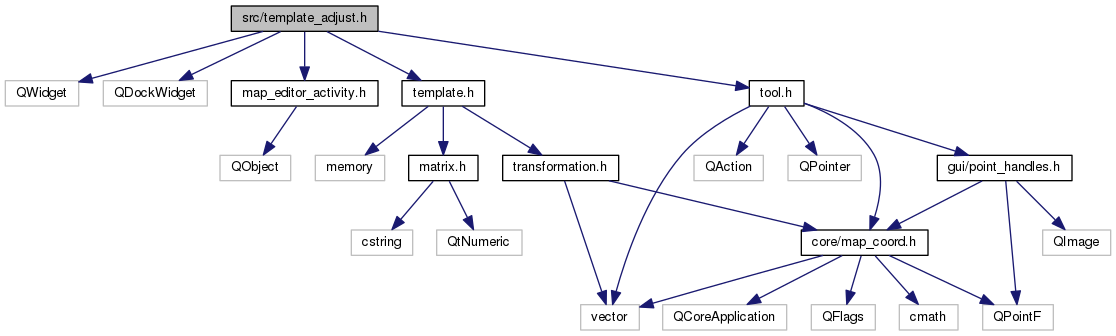 src/template_adjust.h
QWidget
QDockWidget
map_editor_activity.h
template.h
tool.h
QObject
memory
matrix.h
transformation.h
QAction
QPointer
gui/point_handles.h
cstring
QtNumeric
core/map_coord.h
QImage
vector
QCoreApplication
QFlags
cmath
QPointF